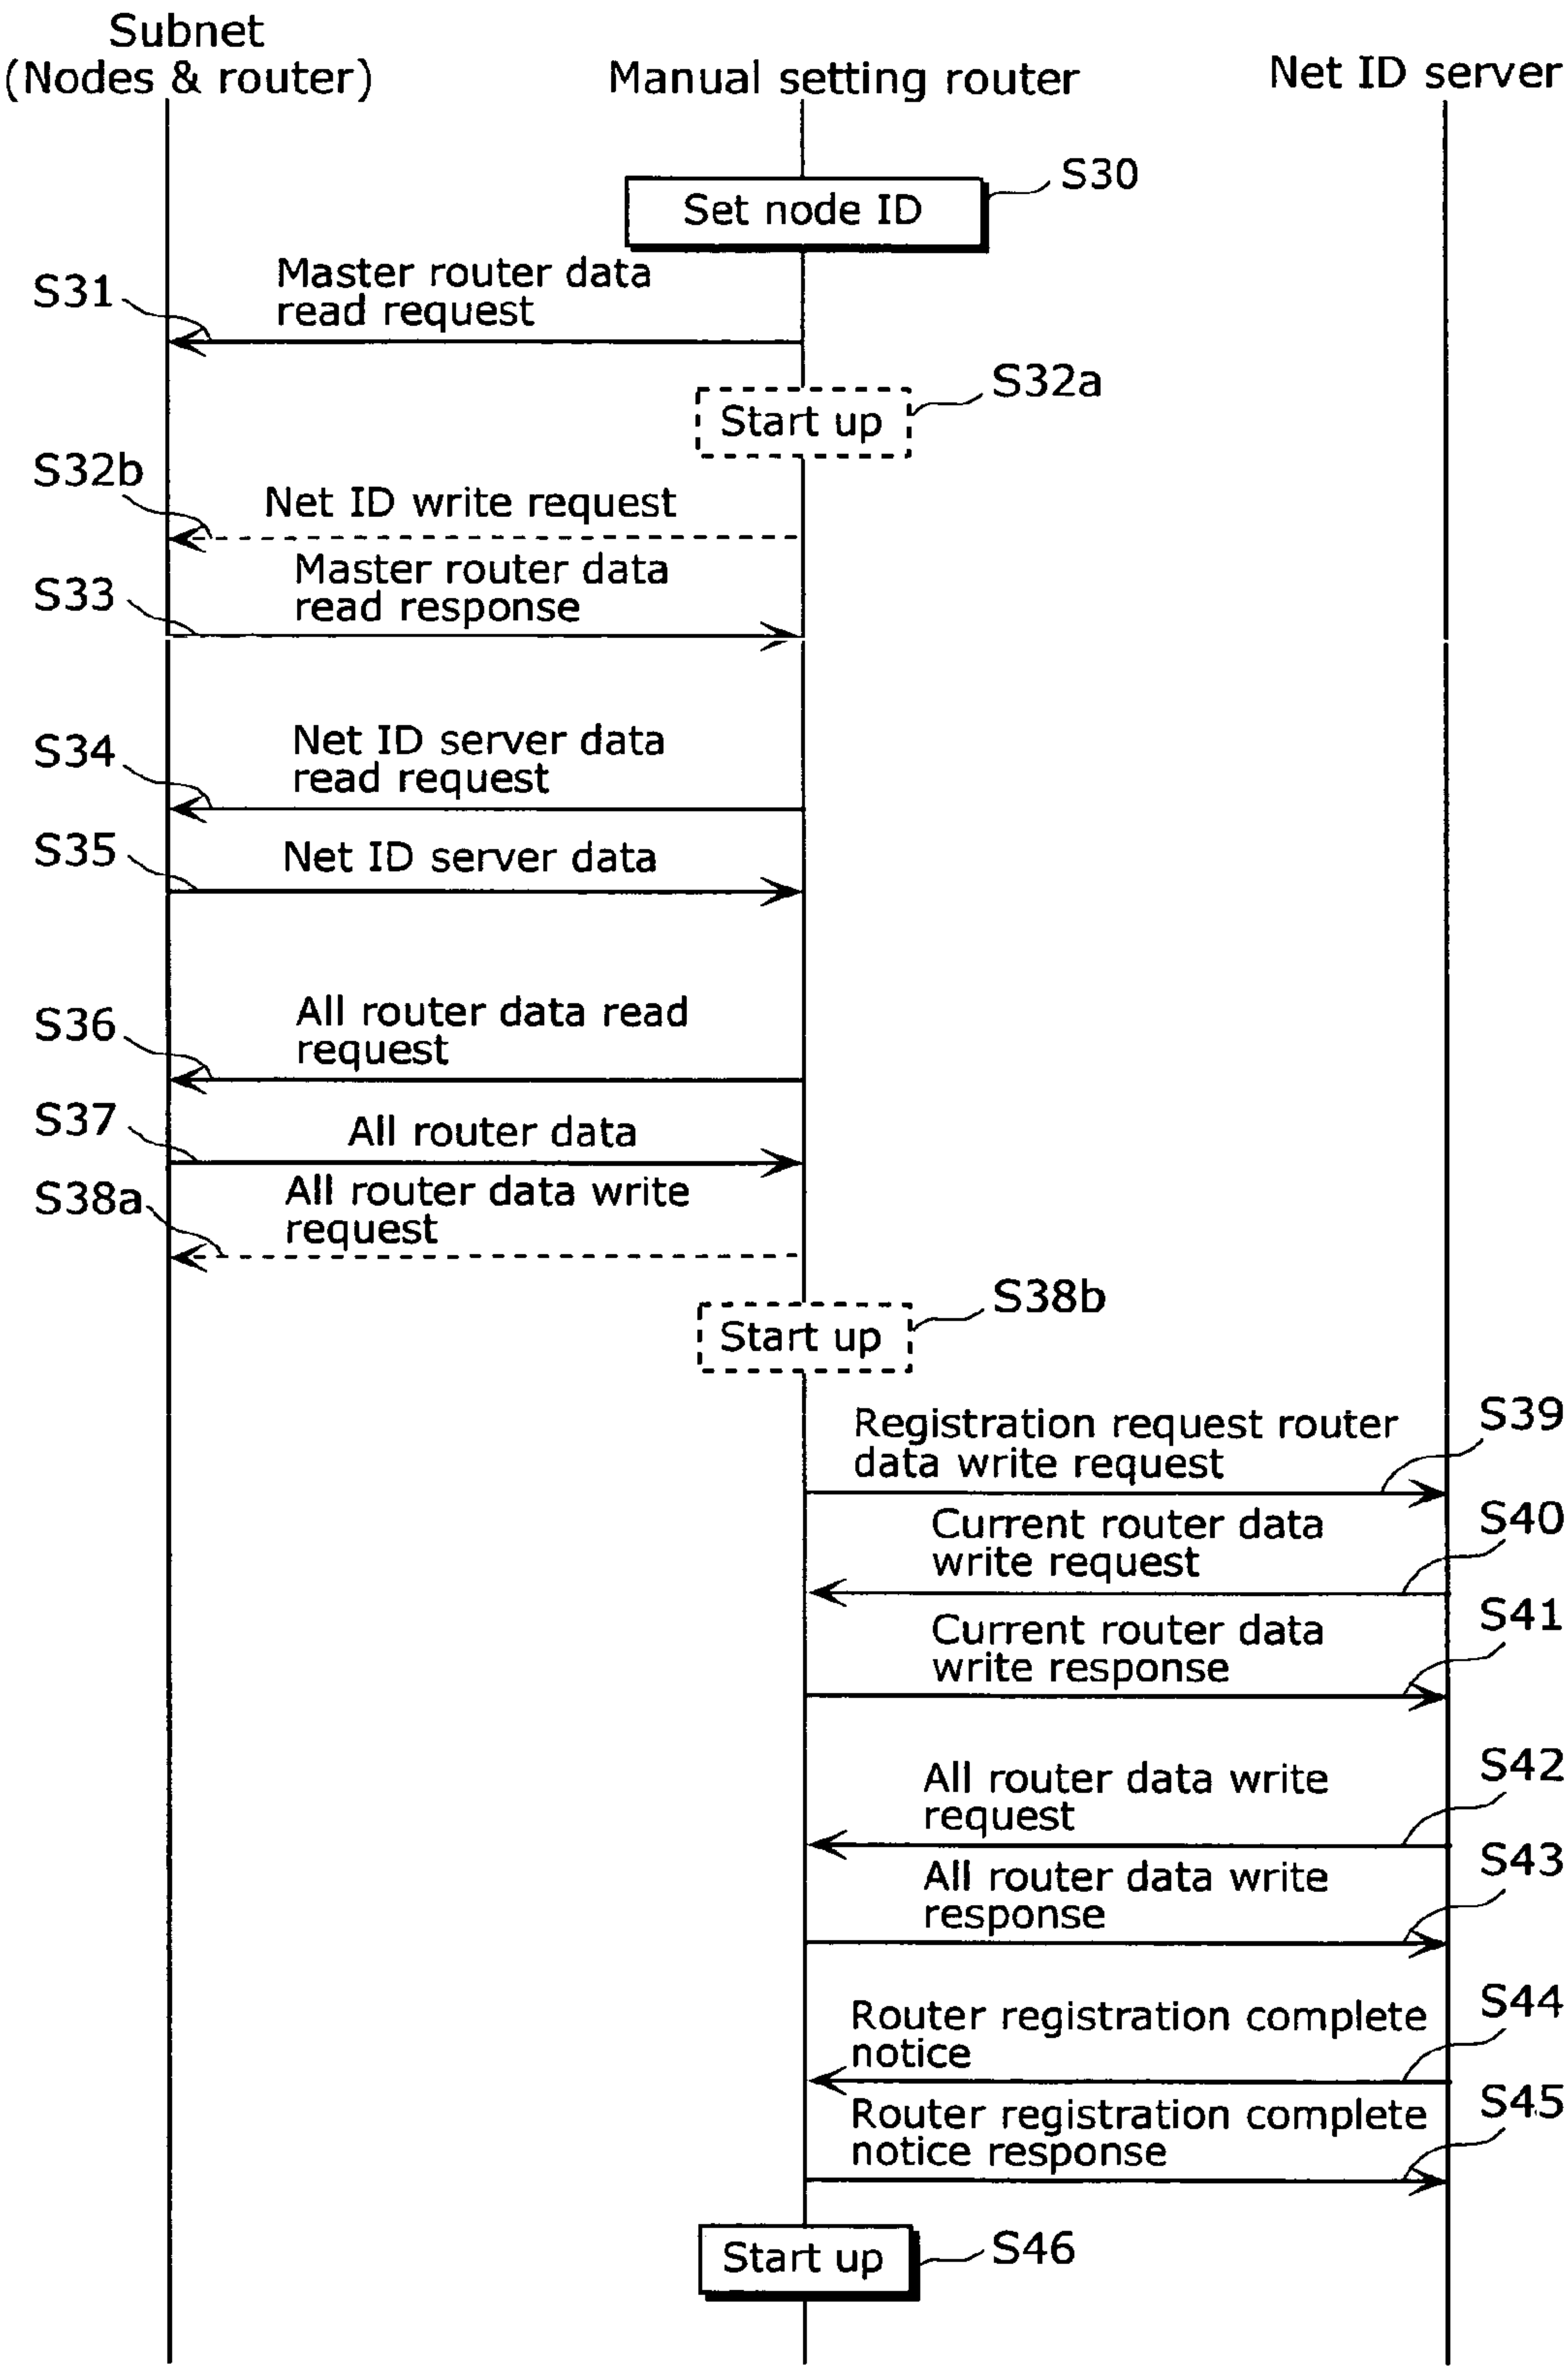 Subnet
(Nodes & router)
Manual setting router
Net ID server
S30
Set node ID
S31
Master router data
read request
S32a
Start up
S32b
Net ID write request
S33
Master router data
read response
S34
Net ID server data
read request
S35
Net ID server data
S36
All router data read
request
S37
All router data
S38a
All router data write
request
S38b
Start up
S39
Registration request router
data write request
S40
Current router data
write request
S41
Current router data
write response
S42
All router data write
request
S43
All router data write
response
S44
Router registration complete
notice
S45
Router registration complete
notice response
Start up
S46